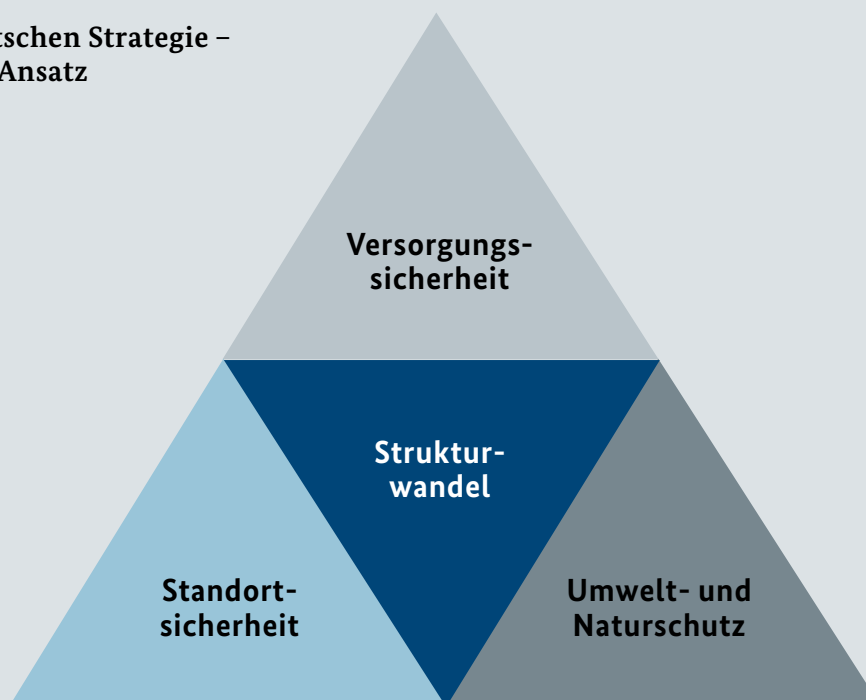 tschen Strategie –
Ansatz
Versorgungs-
sicherheit
Struktur-
wandel
Standort-
sicherheit
Umwelt- und
Naturschutz